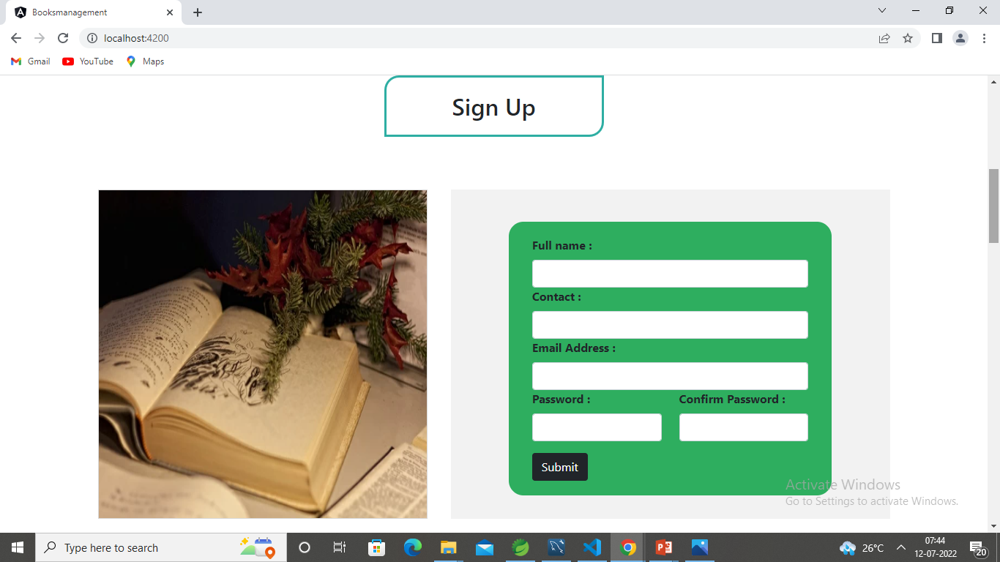 Booksmanagement
localhost:4200
Gmail YouTube Maps
Sign Up
Full name :
Contact :
Email Address :
Password : Confirm Password :
Submit
Activate Windows
Go to Settings to activate Windows.
Type here to search
26°C
07:44
12-07-2022
20